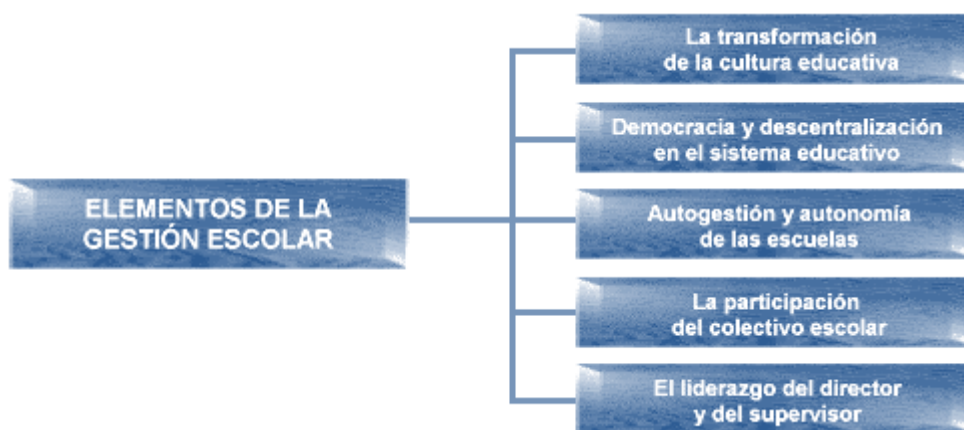 ELEMENTOS DE LA
GESTIÓN ESCOLAR
La transformación
de la cultura educativa
Democracia y descentralización
en el sistema educativo
Autogestión y autonomía
de las escuelas
La participación
del colectivo escolar
El liderazgo del director
y del supervisor